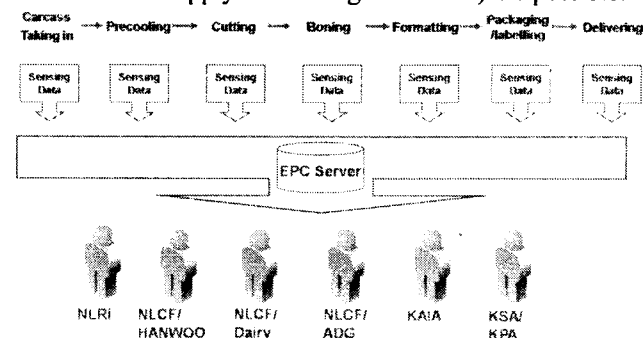 Carcass Taking in → Precooling → Cutting → Boning → Formatting → Packaging /labelling → Delivering
Sensing Data Sensing Data Sensing Data Sensing Data Sensing Data Sensing Data Sensing Data
EPC Server
NLRI NLCF/ HANWOO NLCF/ Dairy NLCF/ ADG KAIA KSA/ KPA